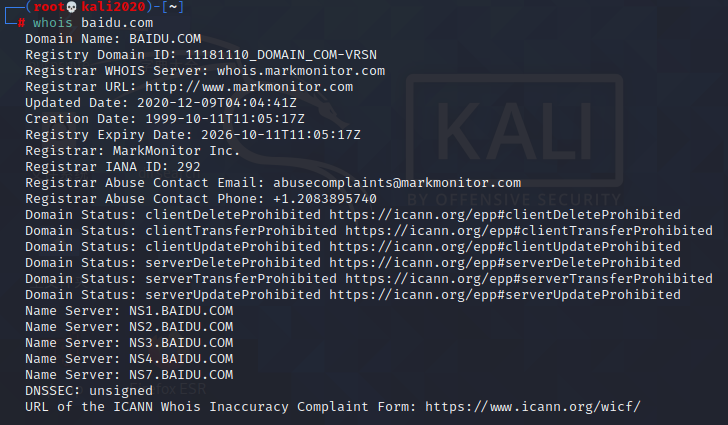 ┌──(root💀kali2020)-[~]
└─# whois baidu.com
Domain Name: BAIDU.COM
Registry Domain ID: 11181110_DOMAIN_COM-VRSN
Registrar WHOIS Server: whois.markmonitor.com
Registrar URL: http://www.markmonitor.com
Updated Date: 2020-12-09T04:04:41Z
Creation Date: 1999-10-11T11:05:17Z
Registry Expiry Date: 2026-10-11T11:05:17Z
Registrar: MarkMonitor Inc.
Registrar IANA ID: 292
Registrar Abuse Contact Email: abusecomplaints@markmonitor.com
Registrar Abuse Contact Phone: +1.2083895740
Domain Status: clientDeleteProhibited https://icann.org/epp#clientDeleteProhibited
Domain Status: clientTransferProhibited https://icann.org/epp#clientTransferProhibited
Domain Status: clientUpdateProhibited https://icann.org/epp#clientUpdateProhibited
Domain Status: serverDeleteProhibited https://icann.org/epp#serverDeleteProhibited
Domain Status: serverTransferProhibited https://icann.org/epp#serverTransferProhibited
Domain Status: serverUpdateProhibited https://icann.org/epp#serverUpdateProhibited
Name Server: NS1.BAIDU.COM
Name Server: NS2.BAIDU.COM
Name Server: NS3.BAIDU.COM
Name Server: NS4.BAIDU.COM
Name Server: NS7.BAIDU.COM
DNSSEC: unsigned
URL of the ICANN Whois Inaccuracy Complaint Form: https://www.icann.org/wicf/
KALI
BY OFFENSIVE SECURITY